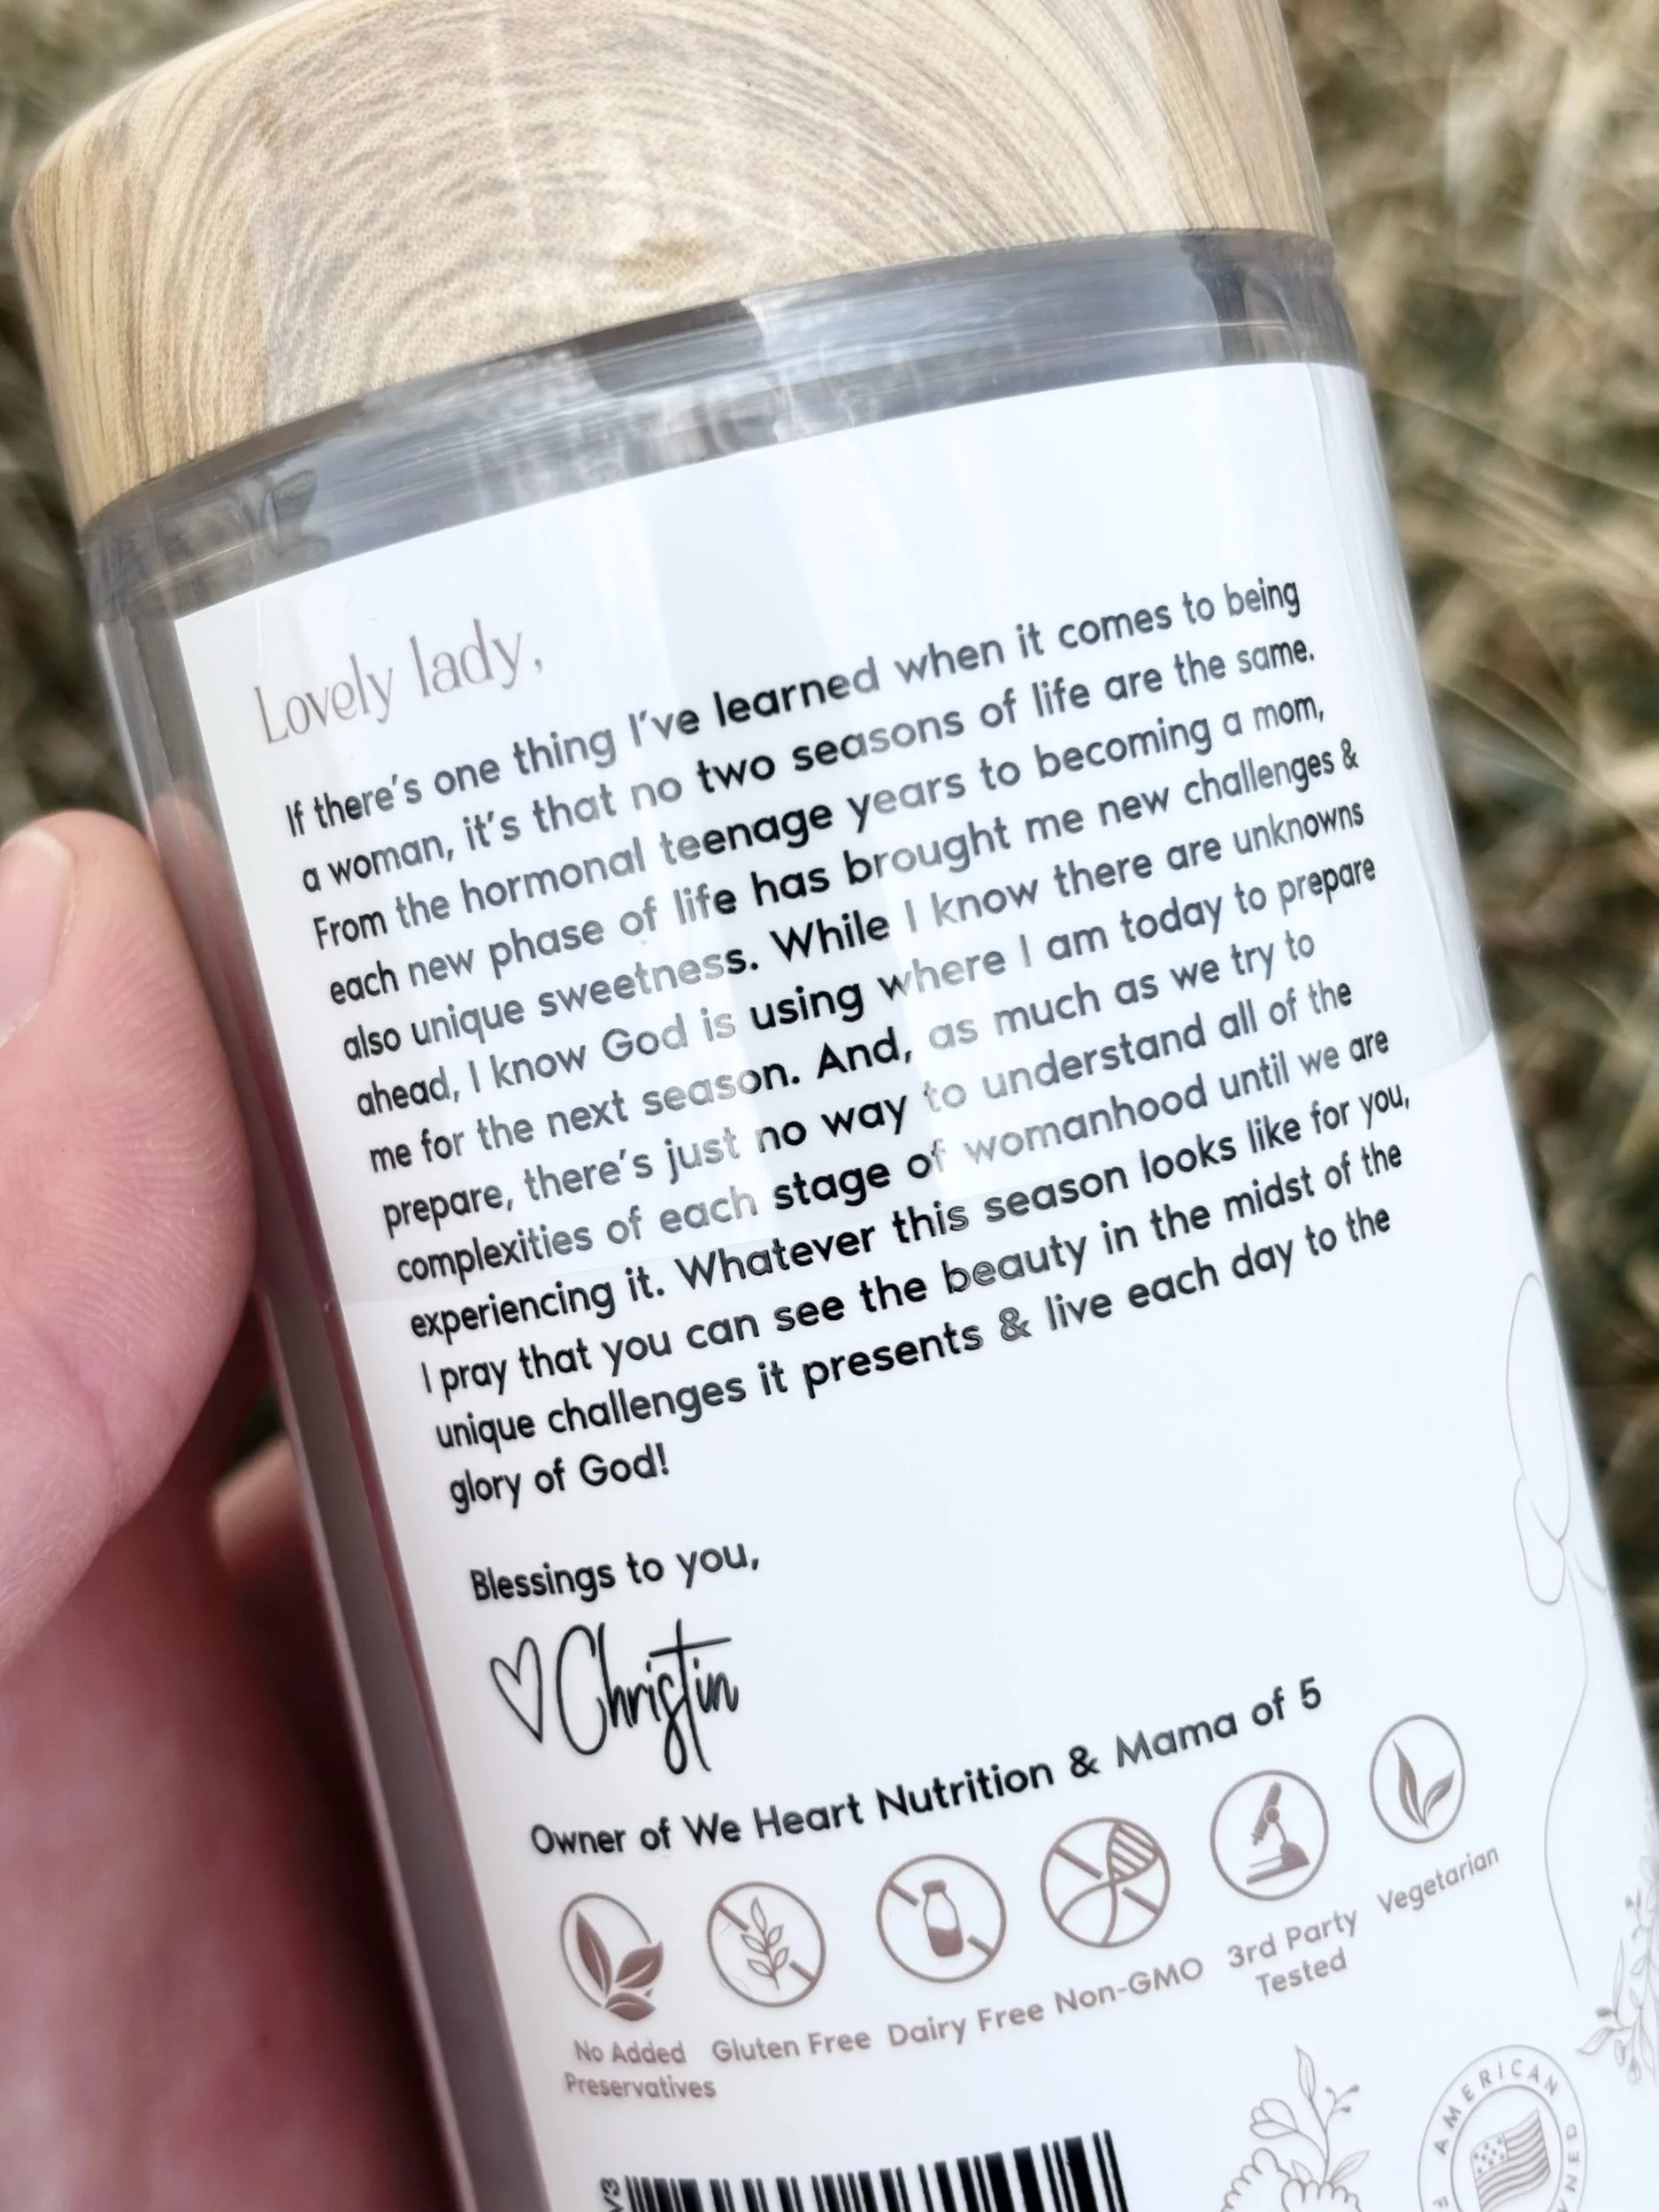 Lovely lady,
If there's one thing I've learned when it comes to being
a woman, it's that no two seasons of life are the same.
From the hormonal teenage years to becoming a mom,
each new phase of life has brought me new challenges &
also unique sweetness. While I know there are unknowns
ahead, I know God is using where I am today to prepare
me for the next season. And, as much as we try to
prepare, there's just no way to understand all of the
complexities of each stage of womanhood until we are
experiencing it. Whatever this season looks like for you,
I pray that you can see the beauty in the midst of the
unique challenges it presents & live each day to the
glory of God!
Blessings to you,
Christin
Owner of We Heart Nutrition & Mama of 5
No Added
Preservatives
Gluten Free
Dairy Free
Non-GMO
3rd Party
Tested
Vegetarian
AMERICAN
V3